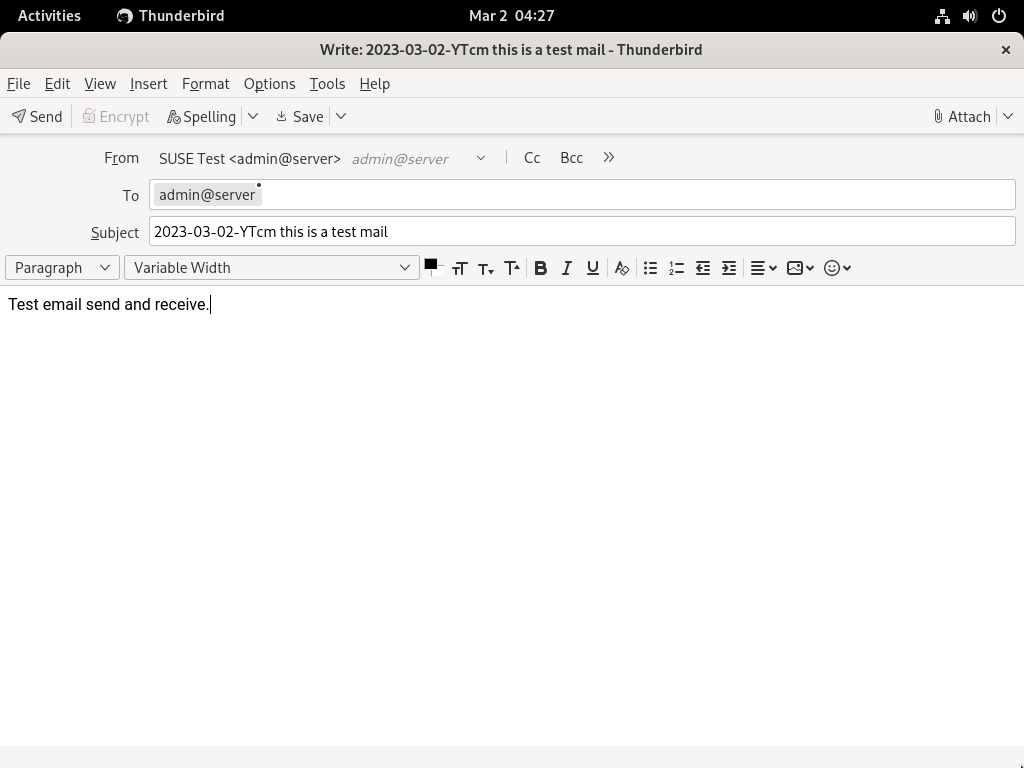 Activities Thunderbird Mar 2 04:27
Write: 2023-03-02-YTcm this is a test mail - Thunderbird
File Edit View Insert Format Options Tools Help
Send Encrypt Spelling Save Attach
From SUSE Test <admin@server> admin@server Cc Bcc
To admin@server
Subject 2023-03-02-YTcm this is a test mail
Paragraph Variable Width
Test email send and receive.